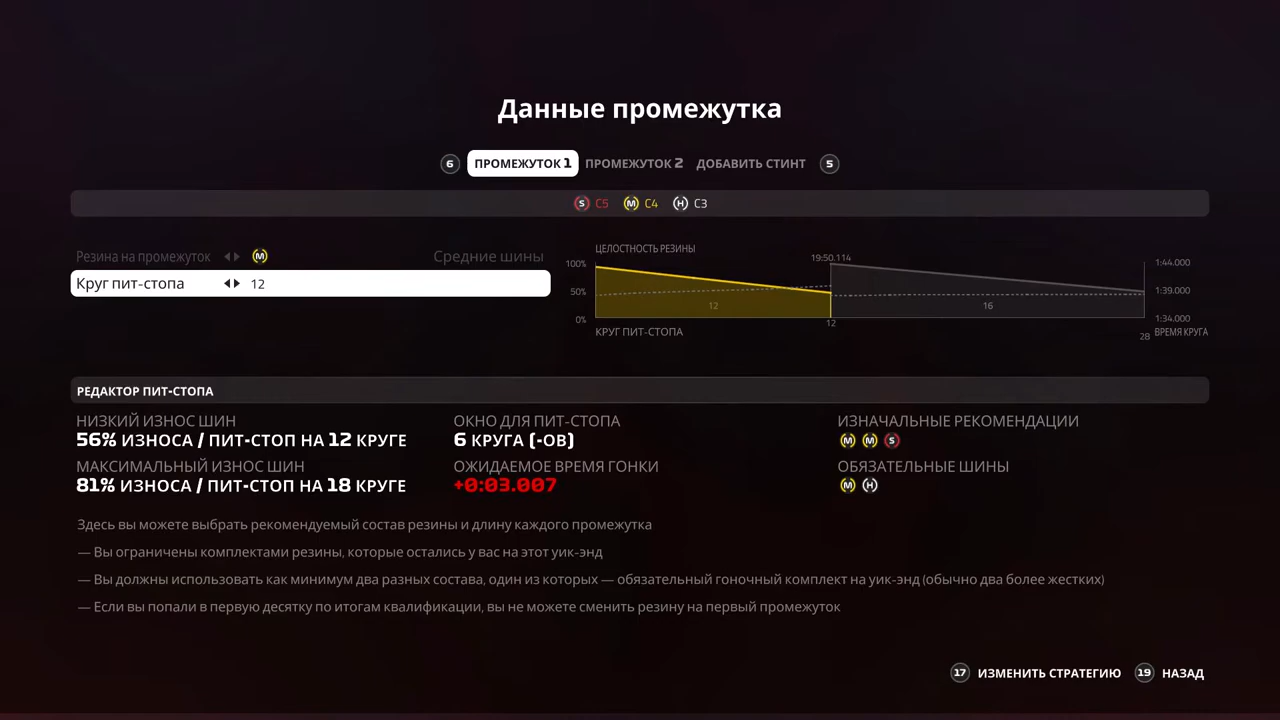 Данные промежутка
6 ПРОМЕЖУТОК 1 ПРОМЕЖУТОК 2 ДОБАВИТЬ СТИНТ 5
S C5 M C4 H C3
Резина на промежуток M Средние шины
Круг пит-стопа 12
ЦЕЛОСТНОСТЬ РЕЗИНЫ
19:50.114
100% 1:44.000
50% 1:39.000
12 16
0% 1:34.000
12
КРУГ ПИТ-СТОПА 28 ВРЕМЯ КРУГА
РЕДАКТОР ПИТ-СТОПА
НИЗКИЙ ИЗНОС ШИН
56% ИЗНОСА / ПИТ-СТОП НА 12 КРУГЕ
МАКСИМАЛЬНЫЙ ИЗНОС ШИН
81% ИЗНОСА / ПИТ-СТОП НА 18 КРУГЕ
ОКНО ДЛЯ ПИТ-СТОПА
6 КРУГА (-ОВ)
ОЖИДАЕМОЕ ВРЕМЯ ГОНКИ
+0:03.007
ИЗНАЧАЛЬНЫЕ РЕКОМЕНДАЦИИ
M M S
ОБЯЗАТЕЛЬНЫЕ ШИНЫ
M H
Здесь вы можете выбрать рекомендуемый состав резины и длину каждого промежутка
— Вы ограничены комплектами резины, которые остались у вас на этот уик-энд
— Вы должны использовать как минимум два разных состава, один из которых — обязательный гоночный комплект на уик-энд (обычно два более жестких)
— Если вы попали в первую десятку по итогам квалификации, вы не можете сменить резину на первый промежуток
17 ИЗМЕНИТЬ СТРАТЕГИЮ 19 НАЗАД